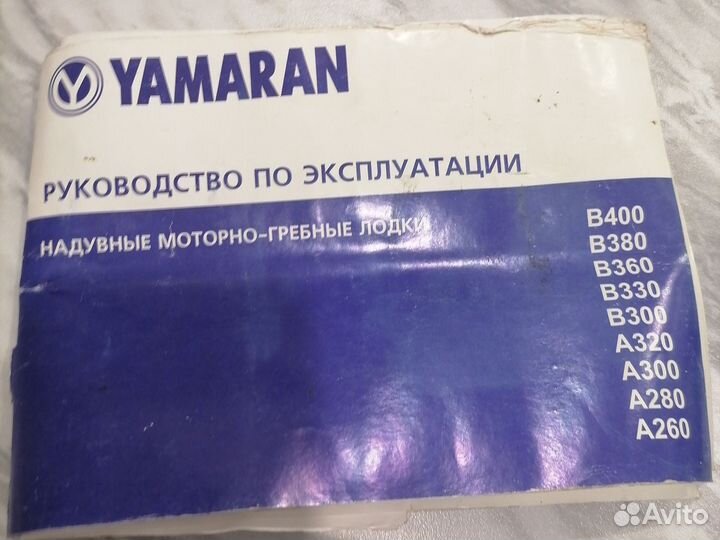 YAMARAN
РУКОВОДСТВО ПО ЭКСПЛУАТАЦИИ
НАДУВНЫЕ МОТОРНО-ГРЕБНЫЕ ЛОДКИ
B400
B380
B360
B330
B300
A320
A300
A280
A260
Avito